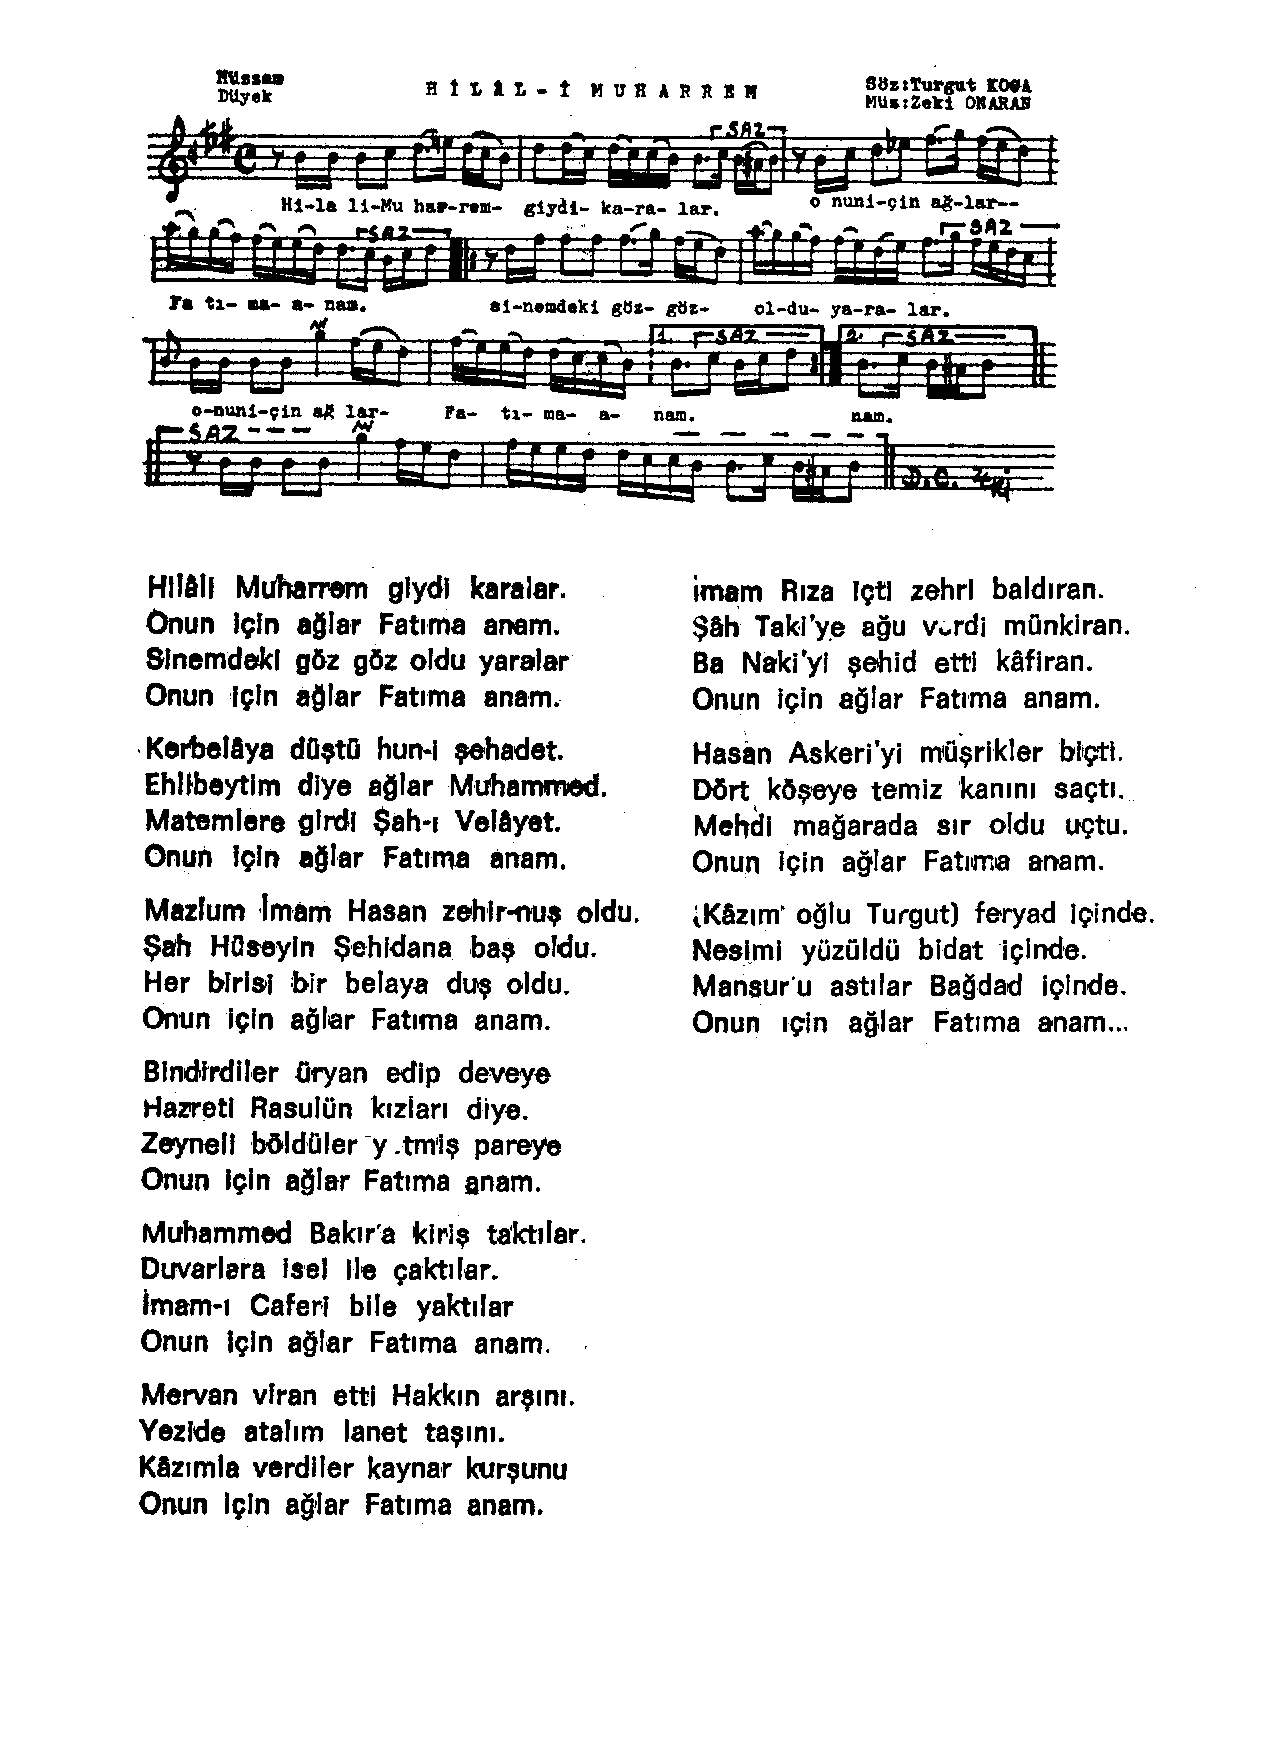 Hüssam
Düyek
HİLÂL-İ MUHARREM
Söz:Turgut KOCA
Müs:Zeki ONARAN
SAZ
Hi-la li-Mu har-rem- giydi- ka-ra- lar. o nuni-çin ağ-lar--
SAZ SAZ
Fa tı- ma- a- nam. si-nemdeki göz- göz- ol-du- ya-ra- lar.
1. SAZ 2. SAZ
o-nuni-çin ağ lar- Fa- tı- ma- a- nam. nam.
SAZ
D.C. Zeki
Hilâli Muharrem giydi karalar.
Onun için ağlar Fatıma anam.
Sinemdeki göz göz oldu yaralar
Onun için ağlar Fatıma anam.
Kerbelâya düştü hun-i şehadet.
Ehlibeytim diye ağlar Muhammed.
Matemlere girdi Şah-ı Velâyet.
Onun için ağlar Fatıma anam.
Mazlum İmam Hasan zehir-nuş oldu.
Şah Hüseyin Şehidana baş oldu.
Her birisi bir belaya duş oldu.
Onun için ağlar Fatıma anam.
Bindirdiler üryan edip deveye
Hazreti Rasulün kızları diye.
Zeyneli böldüler y.tmiş pareye
Onun için ağlar Fatıma anam.
Muhammed Bakır'a kiriş taktılar.
Duvarlara isel ile çaktılar.
İmam-ı Caferi bile yaktılar
Onun için ağlar Fatıma anam.
Mervan viran etti Hakkın arşını.
Yezide atalım lanet taşını.
Kâzımla verdiler kaynar kurşunu
Onun için ağlar Fatıma anam.
İmam Rıza içti zehri baldıran.
Şâh Taki'ye ağu verdi münkiran.
Ba Naki'yi şehid etti kâfiran.
Onun için ağlar Fatıma anam.
Hasan Askeri'yi müşrikler biçti.
Dört köşeye temiz kanını saçtı.
Mehdi mağarada sır oldu uçtu.
Onun için ağlar Fatıma anam.
(Kâzım oğlu Turgut) feryad içinde.
Nesimi yüzüldü bidat içinde.
Mansur'u astılar Bağdad içinde.
Onun için ağlar Fatıma anam...